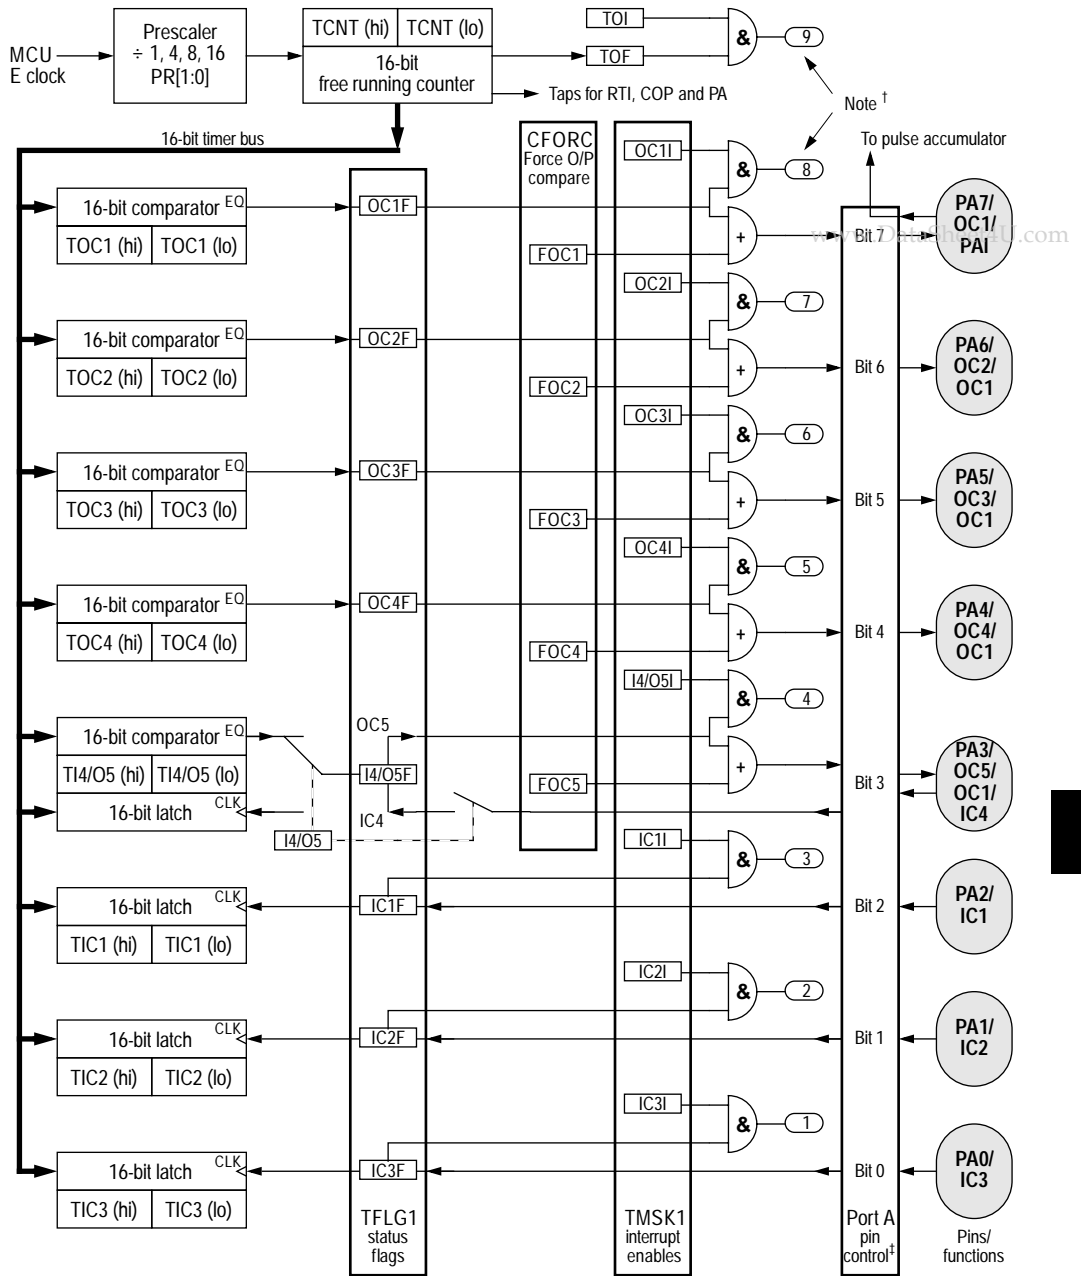 MCU
E clock
Prescaler
÷ 1, 4, 8, 16
PR[1:0]
TCNT (hi) TCNT (lo)
16-bit
free running counter
TOI
TOF
&
9
Taps for RTI, COP and PA
Note †
16-bit timer bus
To pulse accumulator
CFORC
Force O/P
compare
OC1I
&
8
16-bit comparator EQ
TOC1 (hi) TOC1 (lo)
OC1F
FOC1
+
Bit 7
PA7/
OC1/
PAI
www.DataSheet4U.com
OC2I
&
7
16-bit comparator EQ
TOC2 (hi) TOC2 (lo)
OC2F
FOC2
+
Bit 6
PA6/
OC2/
OC1
OC3I
&
6
16-bit comparator EQ
TOC3 (hi) TOC3 (lo)
OC3F
FOC3
+
Bit 5
PA5/
OC3/
OC1
OC4I
&
5
16-bit comparator EQ
TOC4 (hi) TOC4 (lo)
OC4F
FOC4
+
Bit 4
PA4/
OC4/
OC1
I4/O5I
&
4
16-bit comparator EQ
TI4/O5 (hi) TI4/O5 (lo)
16-bit latch CLK
OC5
I4/O5F
IC4
I4/O5
FOC5
+
Bit 3
PA3/
OC5/
OC1/
IC4
IC1I
&
3
16-bit latch CLK
TIC1 (hi) TIC1 (lo)
IC1F
Bit 2
PA2/
IC1
IC2I
&
2
16-bit latch CLK
TIC2 (hi) TIC2 (lo)
IC2F
Bit 1
PA1/
IC2
IC3I
&
1
16-bit latch CLK
TIC3 (hi) TIC3 (lo)
IC3F
Bit 0
PA0/
IC3
TFLG1
status
flags
TMSK1
interrupt
enables
Port A
pin
control‡
Pins/
functions